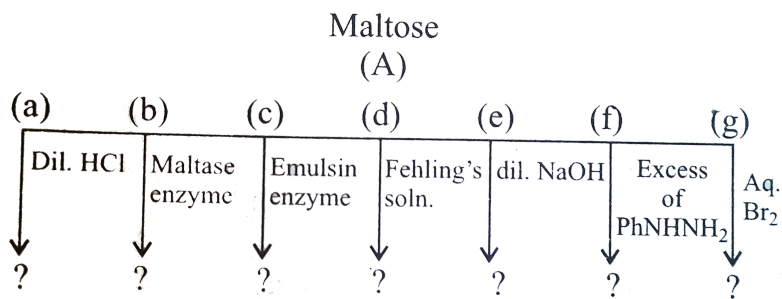 Maltose
(A)
(a) (b) (c) (d) (e) (f) (g)
Dil. HCl
Maltase
enzyme
Emulsin
enzyme
Fehling's
soln.
dil. NaOH
Excess
of
PhNHNH₂
Aq.
Br₂
? ? ? ? ? ? ?